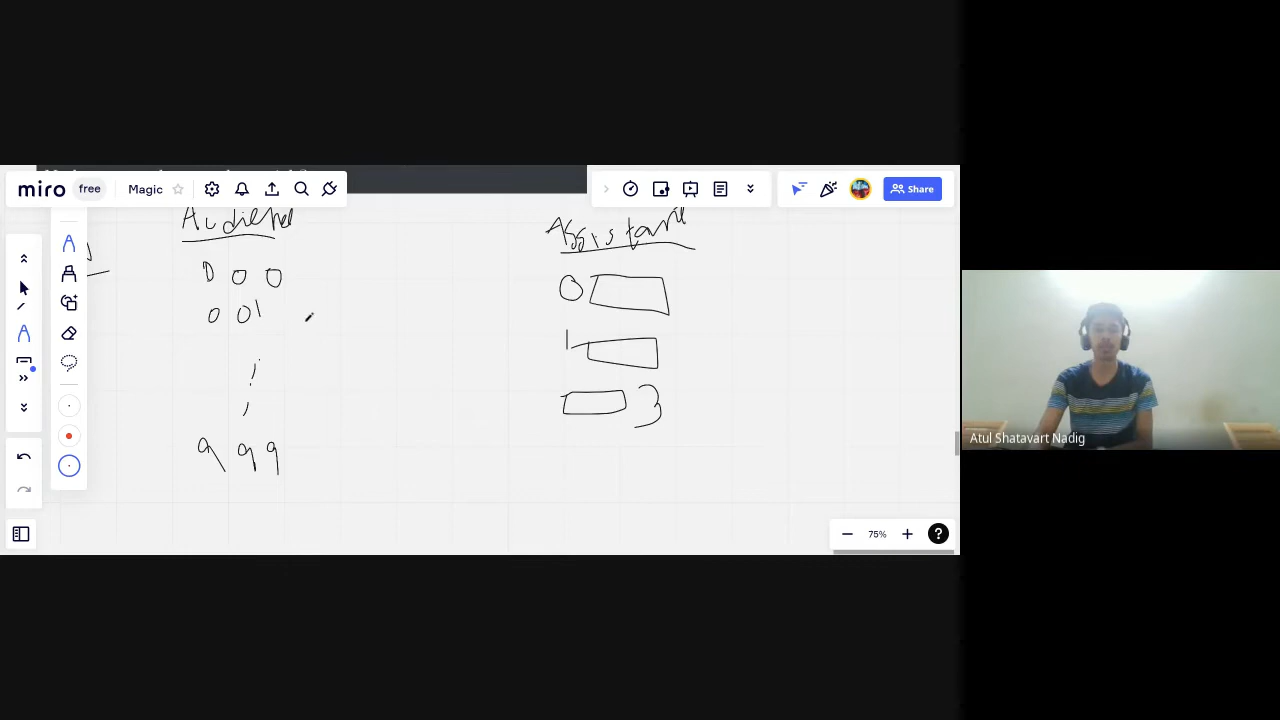 miro free Magic Share
Audience Assistant
0 0 0
0 0 1
9 9 9
0
1
3
Atul Shatavart Nadig
75%